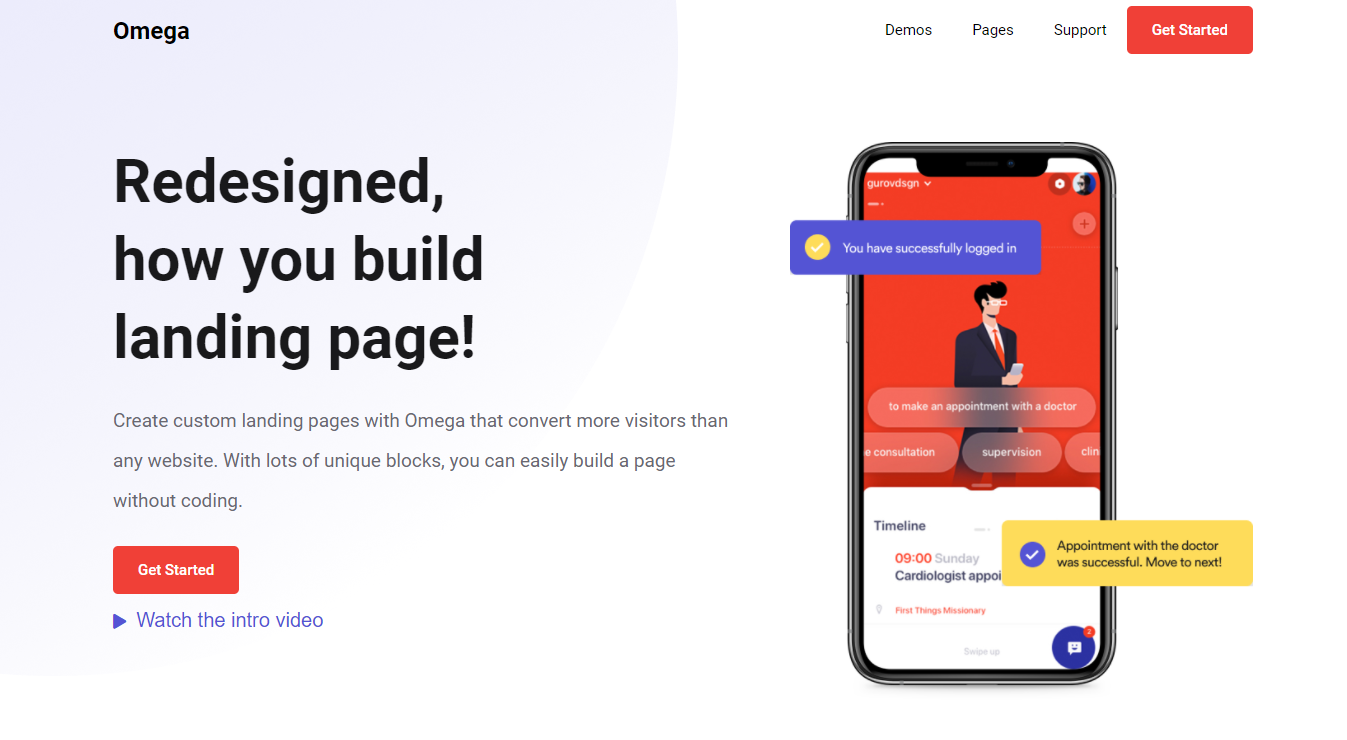 Omega
Demos
Pages
Support
Get Started
Redesigned,
how you build
landing page!
Create custom landing pages with Omega that convert more visitors than
any website. With lots of unique blocks, you can easily build a page
without coding.
Get Started
Watch the intro video
gurovdsgn
You have successfully logged in
to make an appointment with a doctor
e consultation
supervision
clin
Timeline
09:00 Sunday
Cardiologist appoi
First Things Missionary
Swipe up
2
Appointment with the doctor
was successful. Move to next!